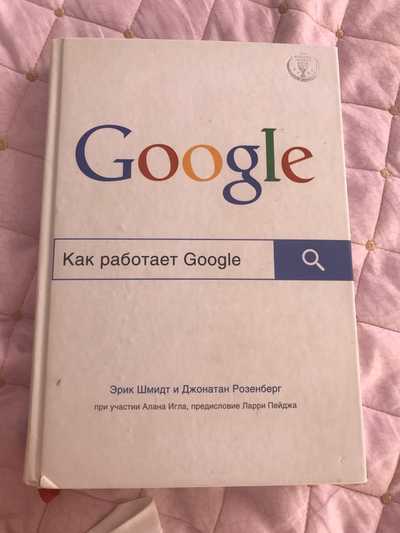 Google
Как работает Google
Эрик Шмидт и Джонатан Розенберг
при участии Алана Игла, предисловие Ларри Пейджа